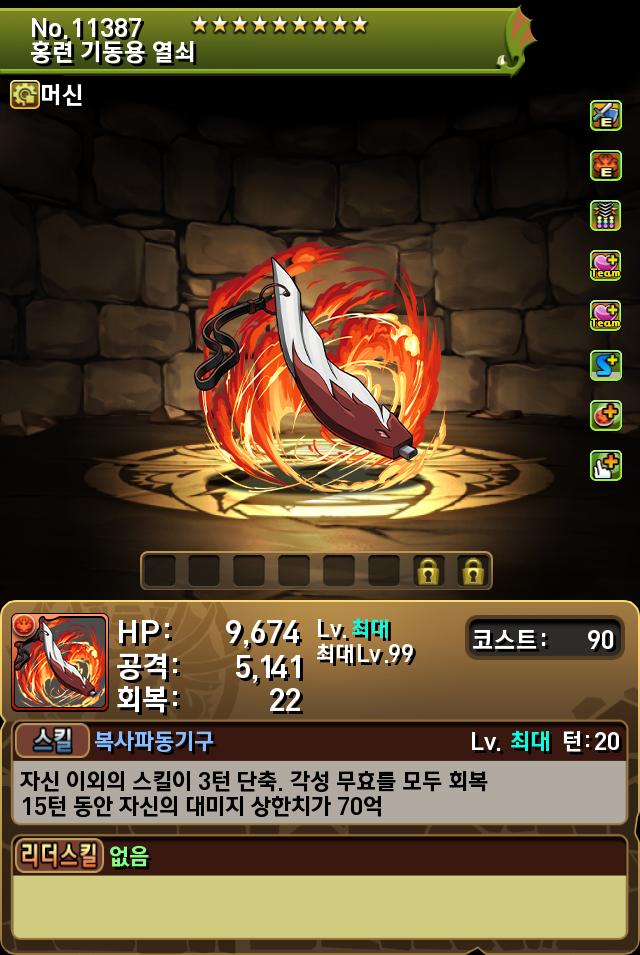 No.11387 ★★★★★★★★★
홍련 기동용 열쇠
머신
E
E
Team
Team
HP: 9,674 Lv.최대
최대Lv.99
공격: 5,141
회복: 22
코스트: 90
스킬 복사파동기구 Lv. 최대 턴:20
자신 이외의 스킬이 3턴 단축. 각성 무효를 모두 회복
15턴 동안 자신의 대미지 상한치가 70억
리더스킬 없음